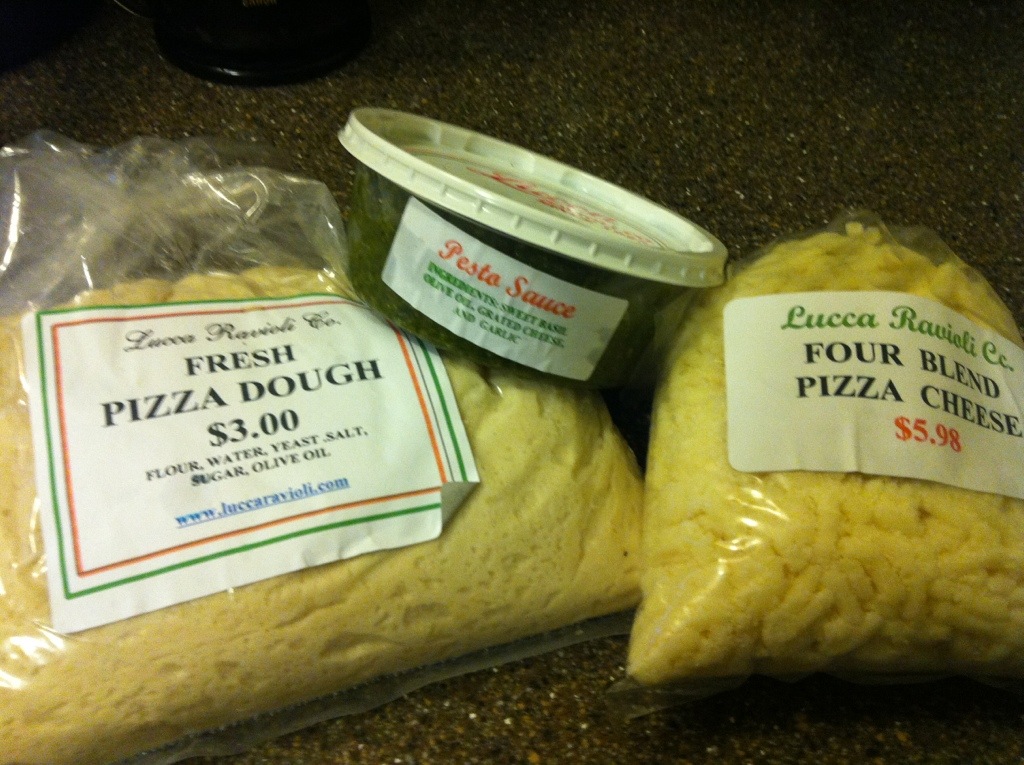 Lucca Ravioli Co.
FRESH
PIZZA DOUGH
$3.00
FLOUR, WATER, YEAST .SALT,
SUGAR, OLIVE OIL
www.luccaravioli.com
Pesto Sauce
INGREDIENTS: SWEET BASIL
OLIVE OIL, GRATED CHEESE,
AND GARLIC
Lucca Ravioli Co.
FOUR BLEND
PIZZA CHEESE
$5.98